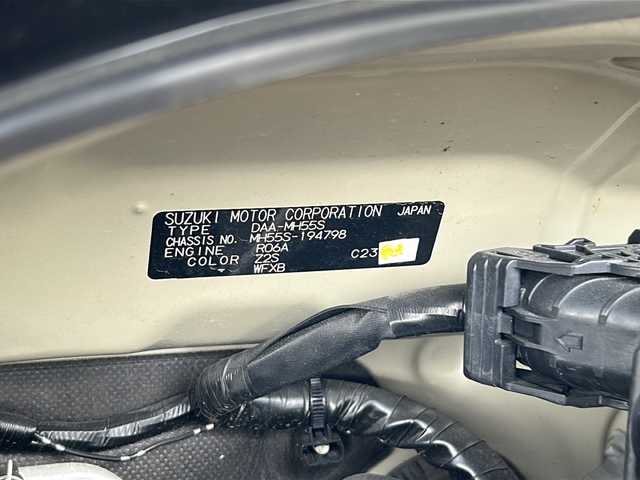 SUZUKI MOTOR CORPORATION JAPAN
TYPE DAA-MH55S
CHASSIS NO. MH55S-194798
ENGINE R06A
COLOR Z2S C23
WFXB